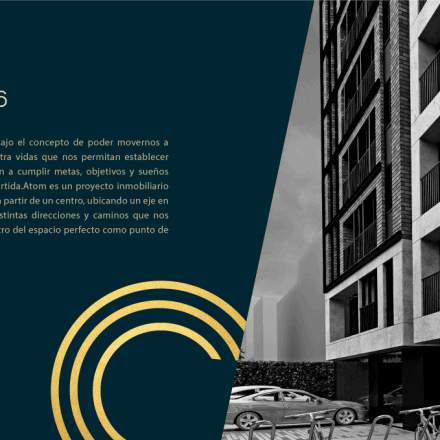 6
ajo el concepto de poder movernos a
tra vidas que nos permitan establecer
n a cumplir metas, objetivos y sueños
rtida.Atom es un proyecto inmobiliario
a partir de un centro, ubicando un eje en
stintas direcciones y caminos que nos
tro del espacio perfecto como punto de